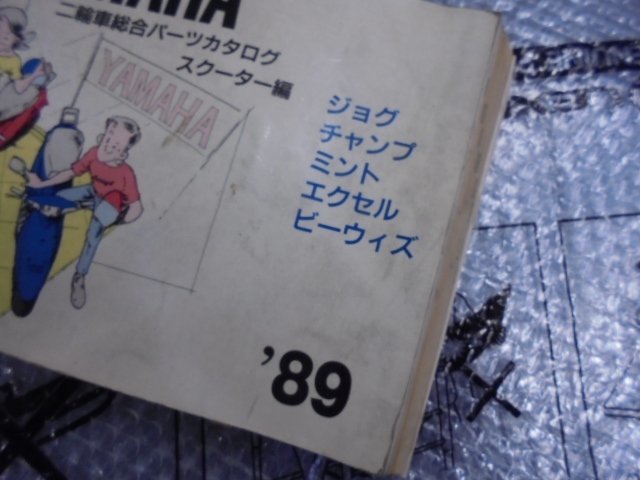 YAMAHA
二輪車総合パーツカタログ
スクーター編
YAMAHA
ジョグ
チャンプ
ミント
エクセル
ビーウィズ
'89